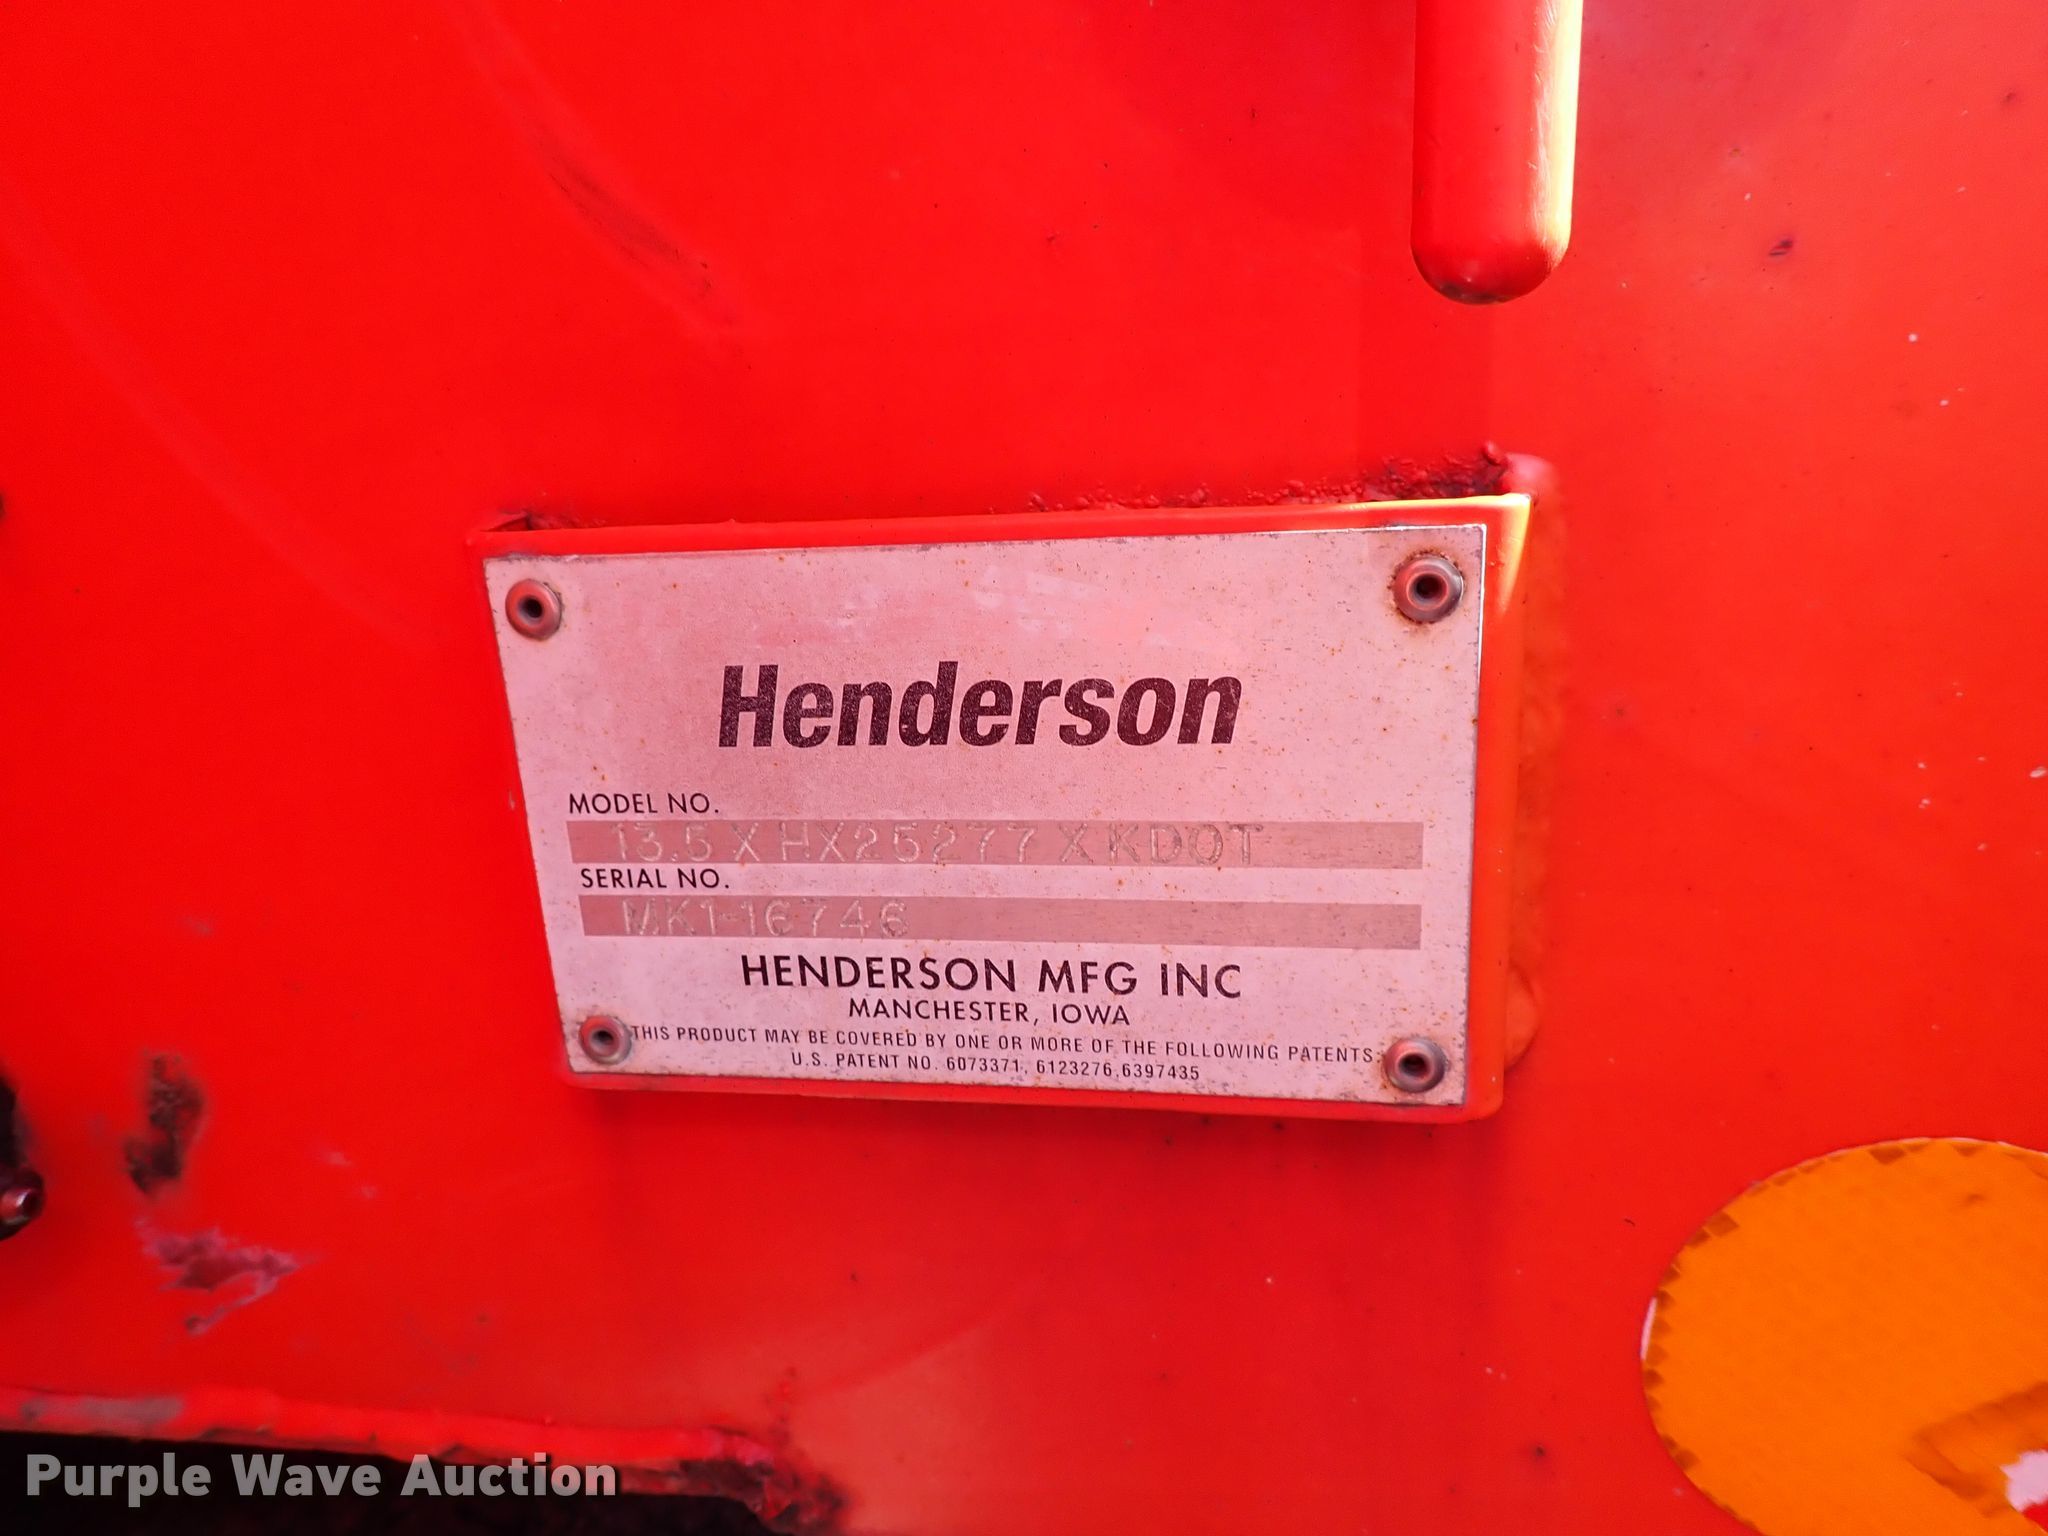 Henderson
MODEL NO.
13.5 X HX25277 X KDOT
SERIAL NO.
MK1-16746
HENDERSON MFG INC
MANCHESTER, IOWA
THIS PRODUCT MAY BE COVERED BY ONE OR MORE OF THE FOLLOWING PATENTS:
U.S. PATENT NO. 6073371, 6123276,6397435
Purple Wave Auction